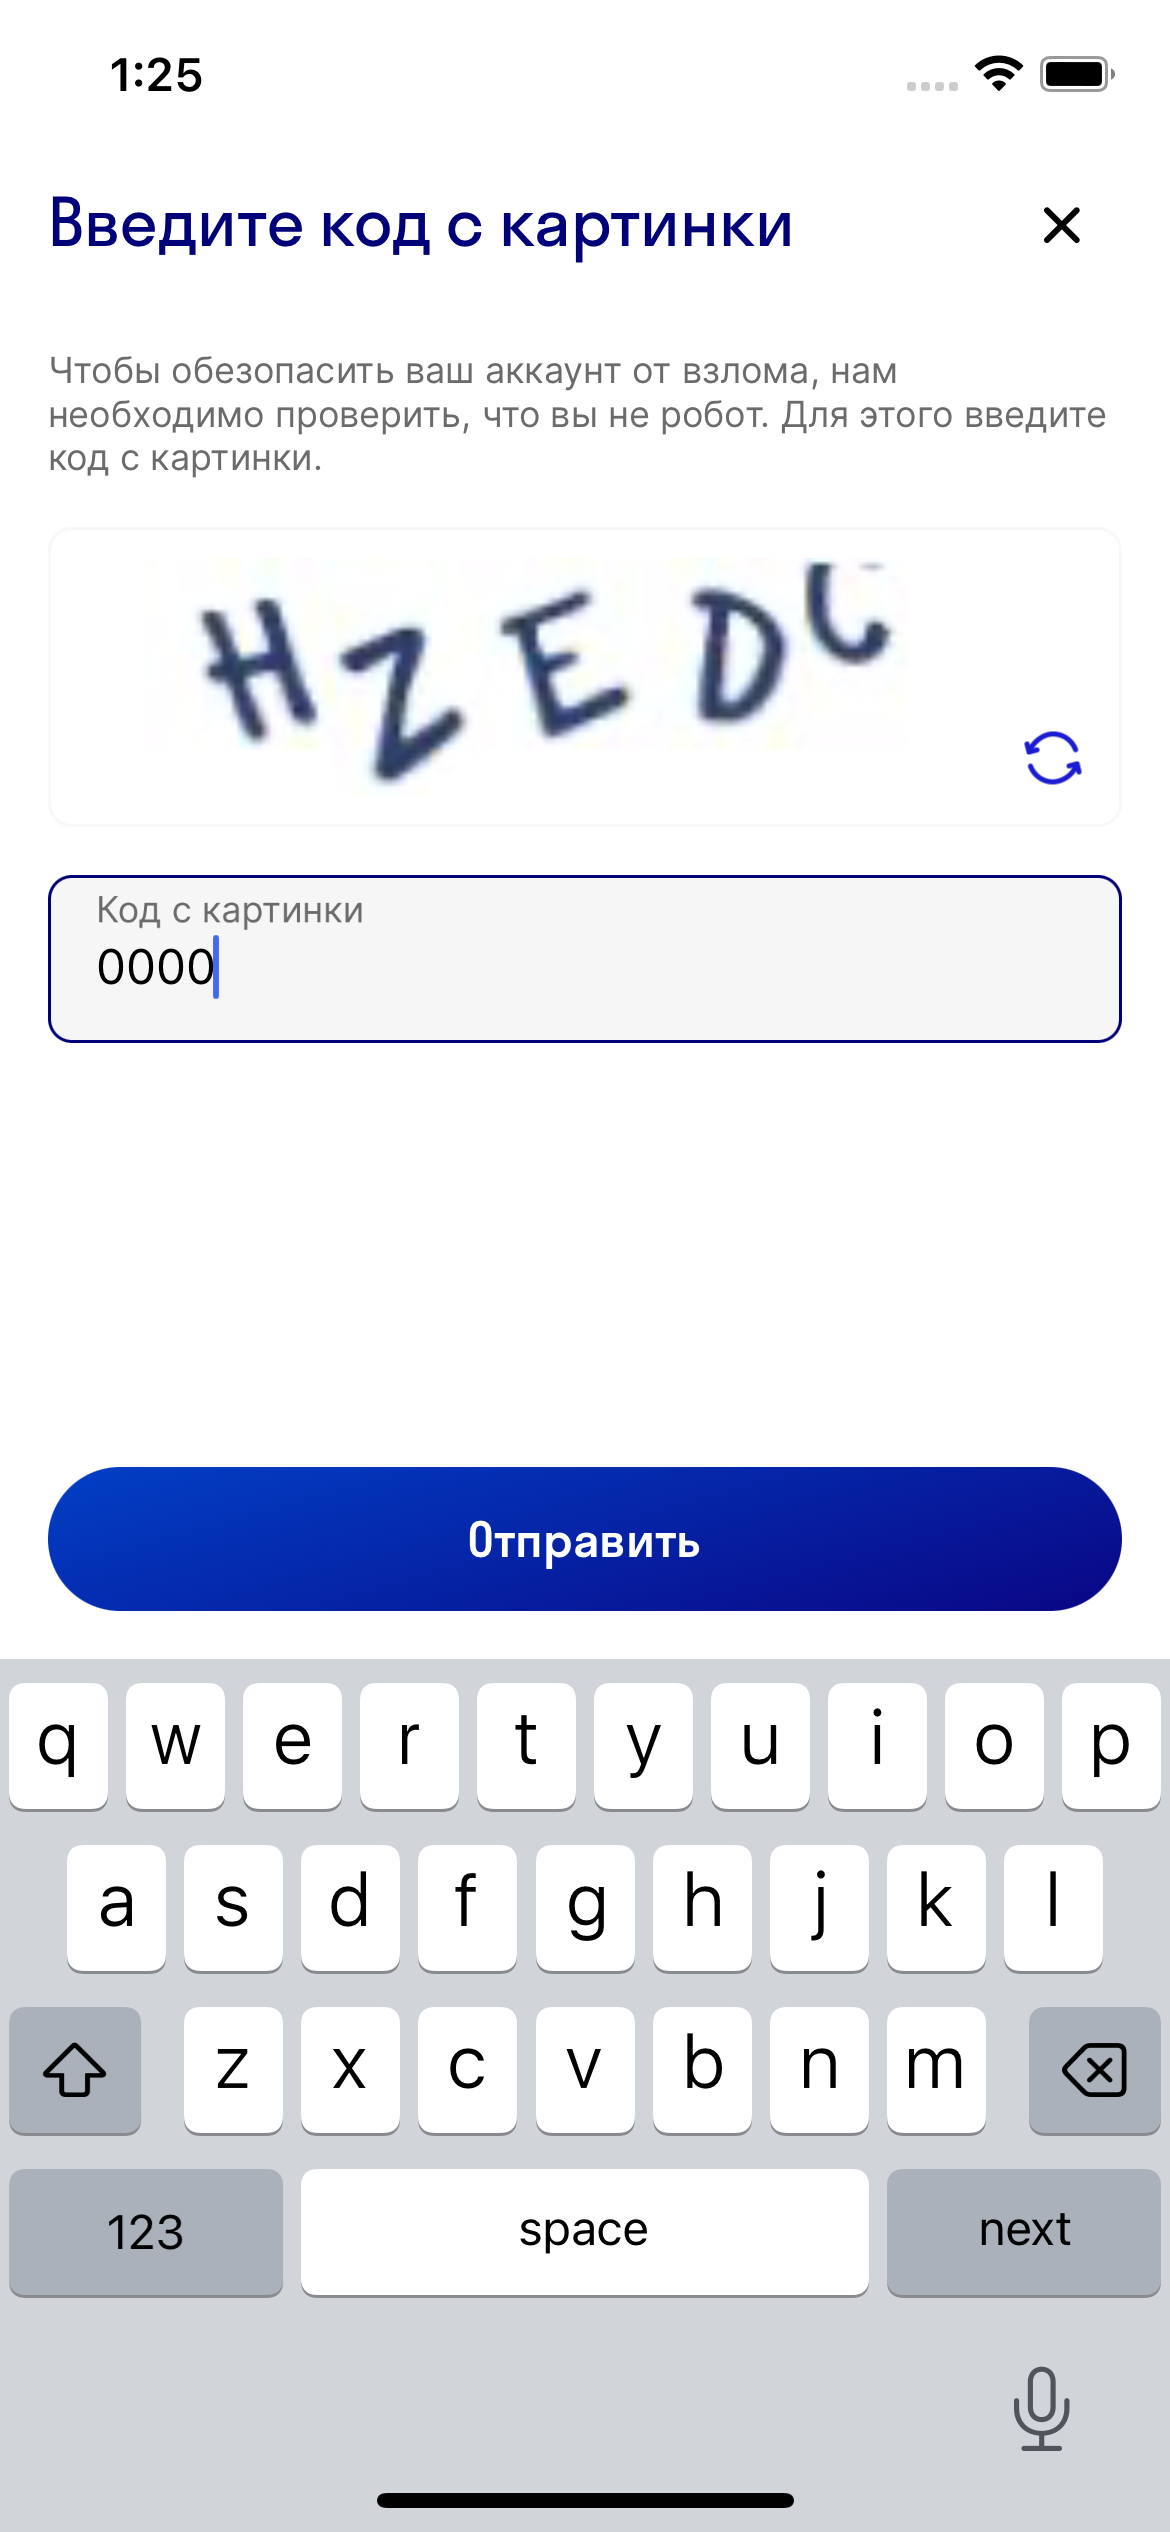 1:25
Введите код с картинки
Чтобы обезопасить ваш аккаунт от взлома, нам
необходимо проверить, что вы не робот. Для этого введите
код с картинки.
Код с картинки
0000
Отправить
q w e r t y u i o p
a s d f g h j k l
z x c v b n m
123 space next